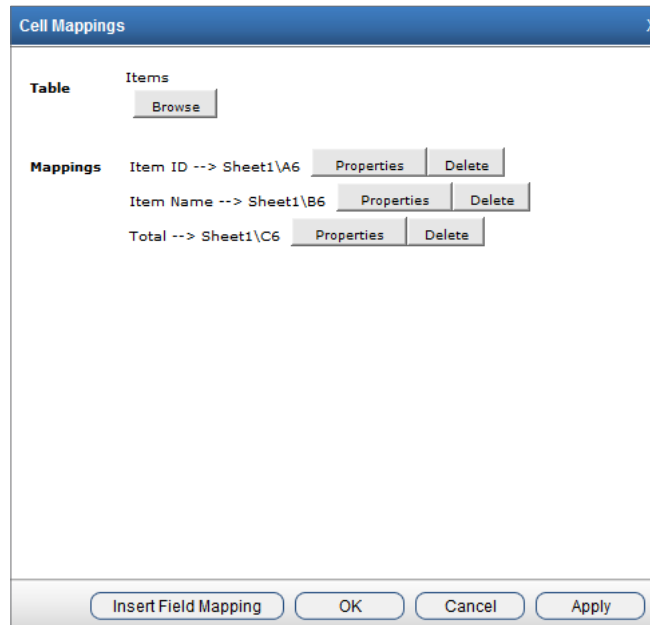 Cell Mappings
Table Items
Browse
Mappings Item ID --> Sheet1\A6 Properties Delete
Item Name --> Sheet1\B6 Properties Delete
Total --> Sheet1\C6 Properties Delete
Insert Field Mapping OK Cancel Apply